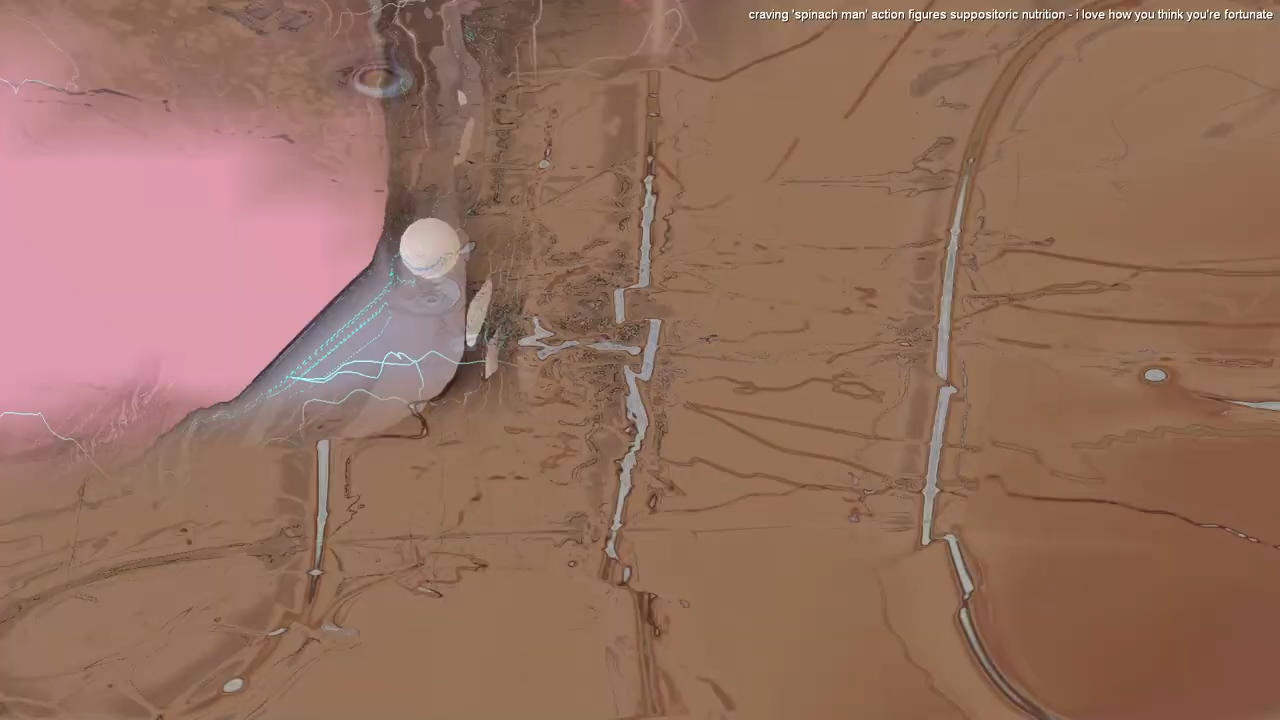 craving 'spinach man' action figures suppositoric nutrition - i love how you think you're fortunate